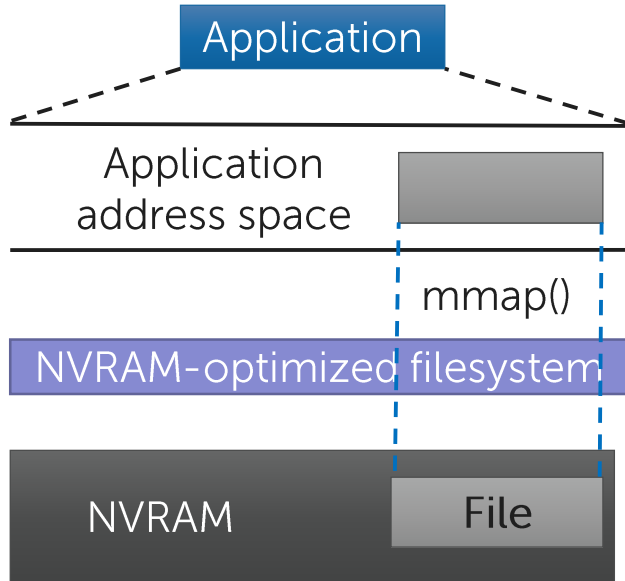 Application
Application
address space
mmap()
NVRAM-optimized filesystem
NVRAM
File